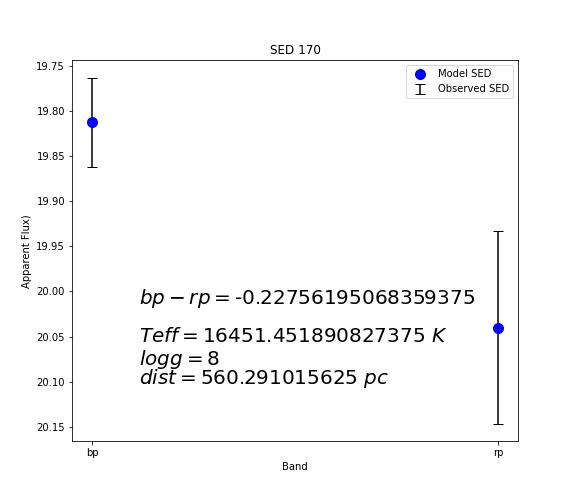 SED 170
Model SED
Observed SED
19.75
19.80
19.85
19.90
19.95
20.00
20.05
20.10
20.15
Apparent Flux)
bp − rp = -0.22756195068359375
Teff = 16451.451890827375 K
logg = 8
dist = 560.291015625 pc
bp
rp
Band